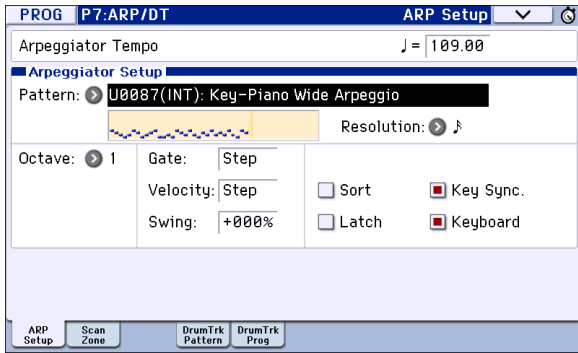 PROG P7:ARP/DT ARP Setup
Arpeggiator Tempo ♩= 109.00
Arpeggiator Setup
Pattern: U0087(INT): Key-Piano Wide Arpeggio
Resolution: ♪
Octave: 1 Gate: Step
Velocity: Step Sort Key Sync.
Swing: +000% Latch Keyboard
ARP Setup Scan Zone DrumTrk Pattern DrumTrk Prog